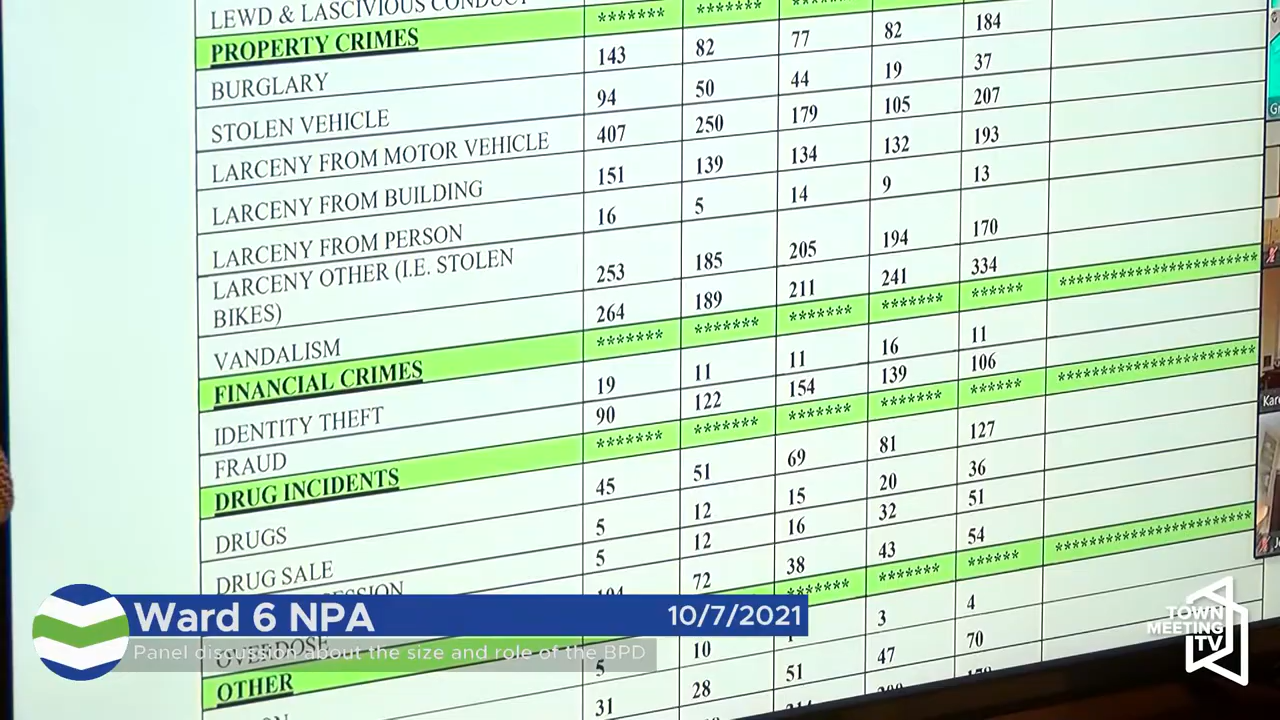 LEWD & LASCIVIOUS CONDUCT
PROPERTY CRIMES ******* ******* *******
BURGLARY 143 82 77 82 184
STOLEN VEHICLE 94 50 44 19 37
LARCENY FROM MOTOR VEHICLE 407 250 179 105 207
LARCENY FROM BUILDING 151 139 134 132 193
LARCENY FROM PERSON 16 5 14 9 13
LARCENY OTHER (I.E. STOLEN
BIKES) 253 185 205 194 170
VANDALISM 264 189 211 241 334
FINANCIAL CRIMES ******* ******* ******* ******* ****** ***********************
IDENTITY THEFT 19 11 11 16 11
FRAUD 90 122 154 139 106
DRUG INCIDENTS ******* ******* ******* ******* ****** ***********************
DRUGS 45 51 69 81 127
DRUG SALE 5 12 15 20 36
5 12 16 32 51
OVERDOSE 72 38 43 54
OTHER ******* ******* ****** ***********************
5 10 3 4
31 28 51 47 70
Ward 6 NPA 10/7/2021
Panel discussion about the size and role of the BPD
TOWN
MEETING
TV